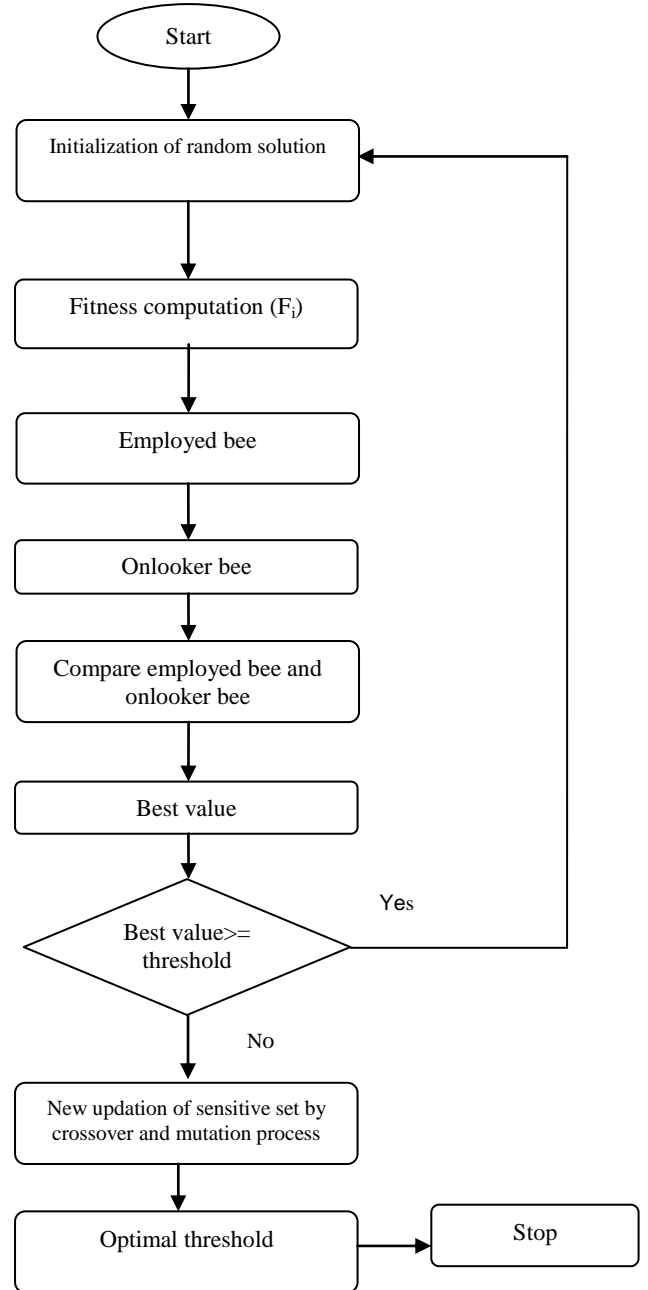 Start
Initialization of random solution
Fitness computation (Fi)
Employed bee
Onlooker bee
Compare employed bee and
onlooker bee
Best value
Yes
Best value>=
threshold
No
New updation of sensitive set by
crossover and mutation process
Optimal threshold
Stop